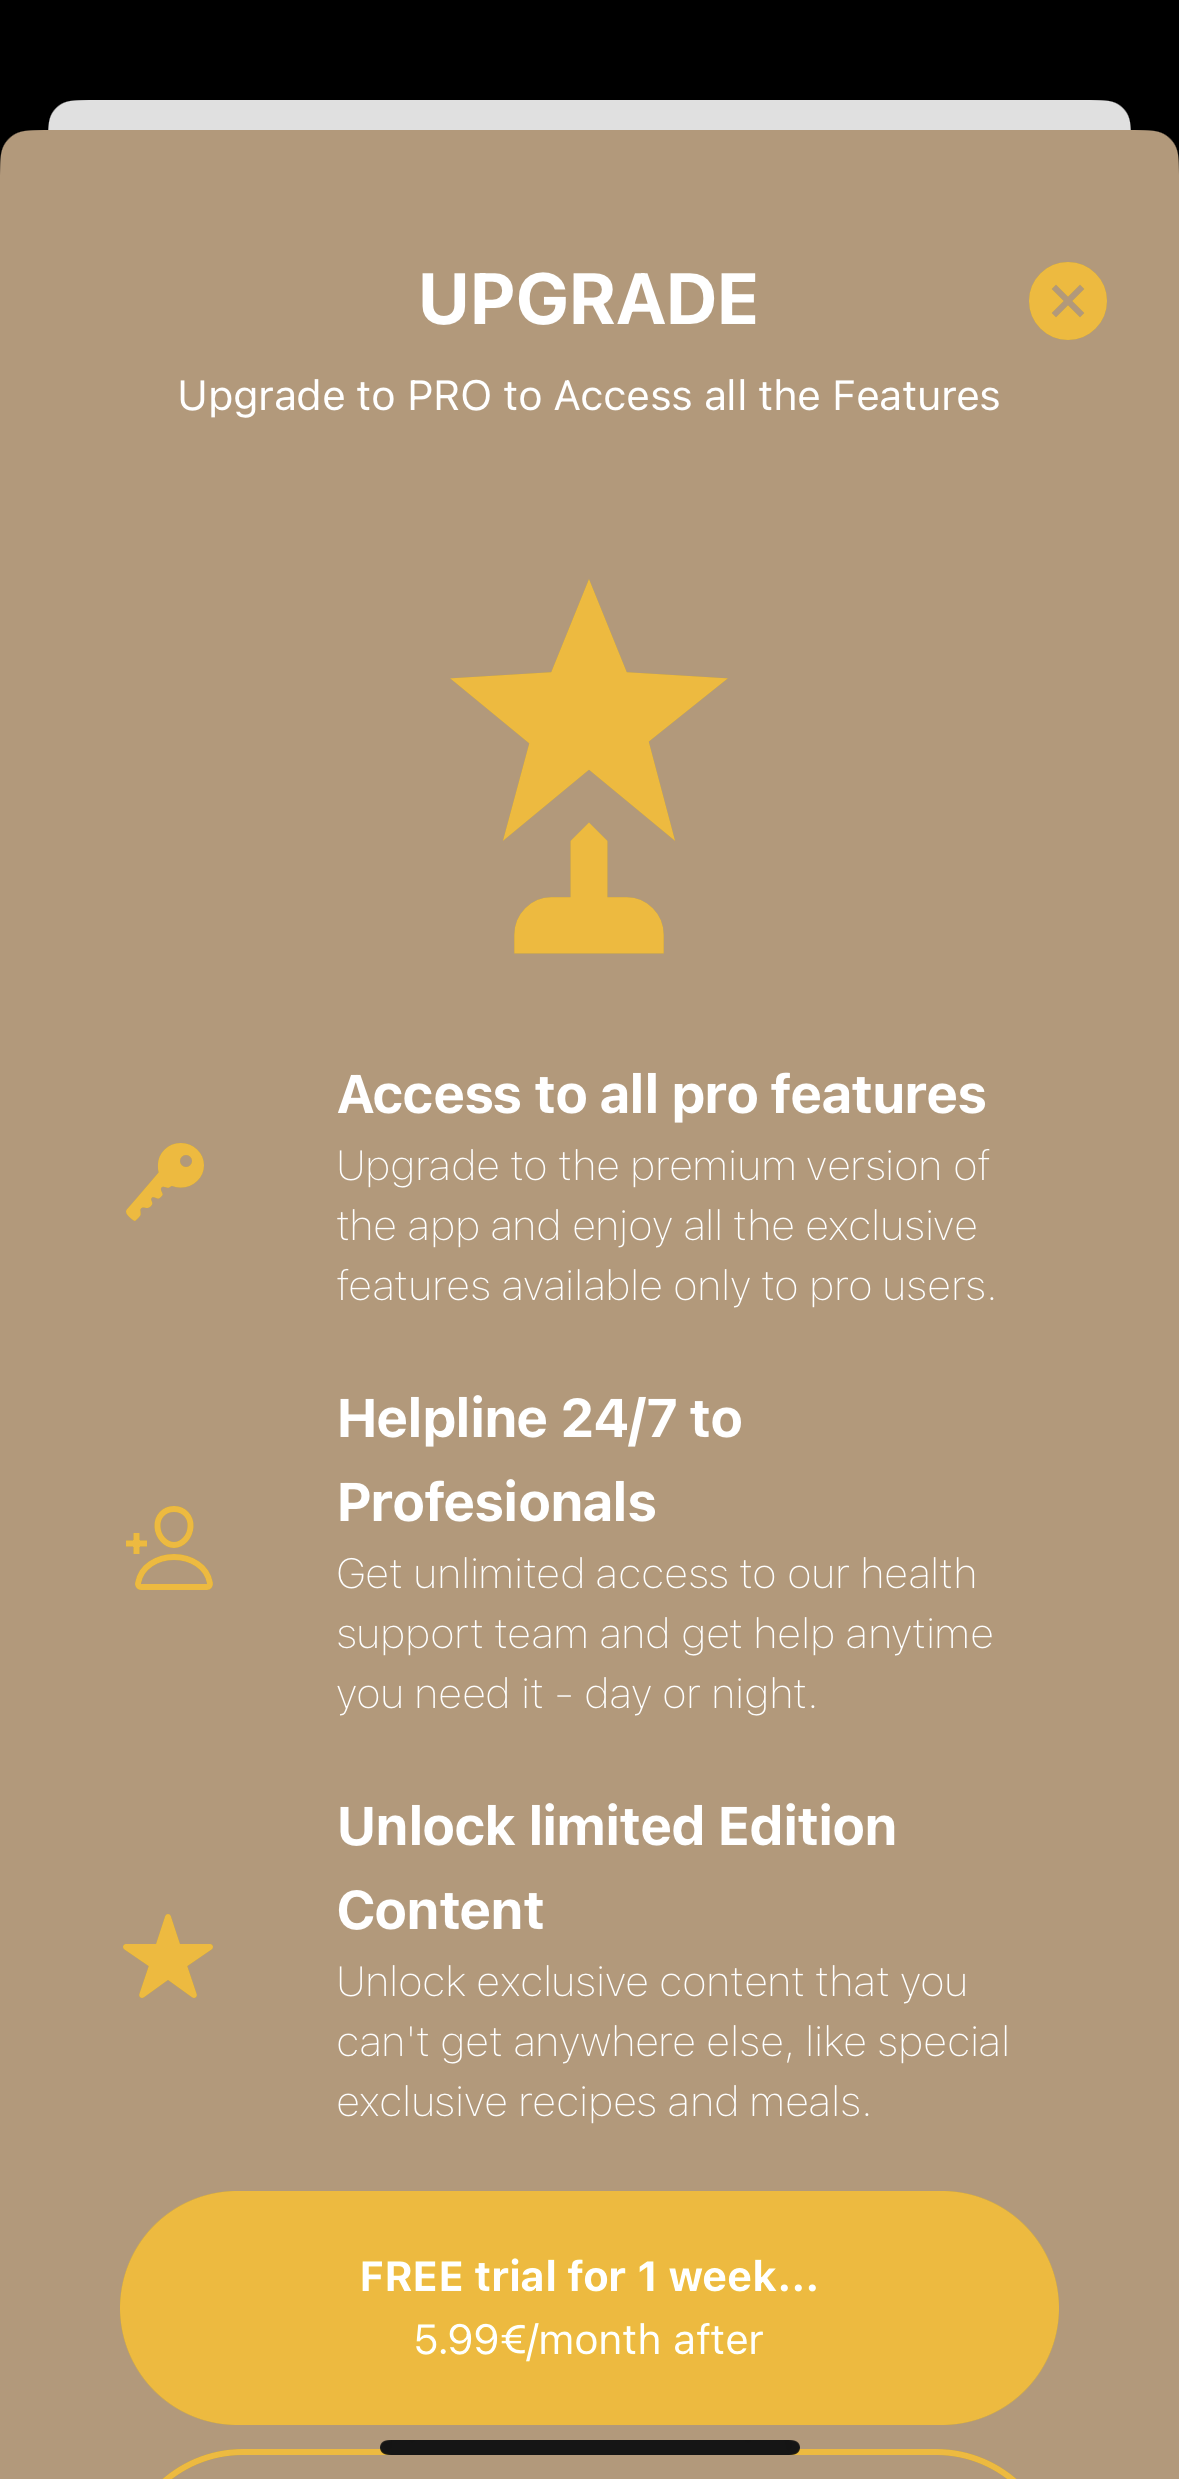 UPGRADE
Upgrade to PRO to Access all the Features
Access to all pro features
Upgrade to the premium version of
the app and enjoy all the exclusive
features available only to pro users.
Helpline 24/7 to
Profesionals
Get unlimited access to our health
support team and get help anytime
you need it - day or night.
Unlock limited Edition
Content
Unlock exclusive content that you
can't get anywhere else, like special
exclusive recipes and meals.
FREE trial for 1 week...
5.99€/month after